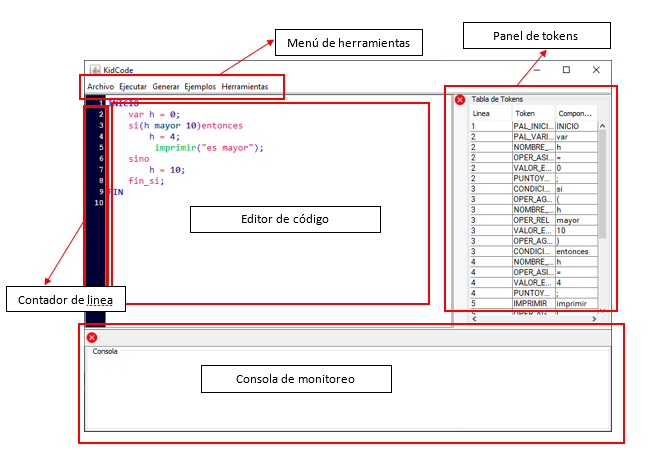 Menú de herramientas
Panel de tokens
KidCode
Archivo Ejecutar Generar Ejemplos Herramientas
1 INICIO
2 var h = 0;
3 si(h mayor 10)entonces
4 h = 4;
5 imprimir("es mayor");
6 sino
7 h = 10;
8 fin_si;
9 FIN
10
Editor de código
Contador de linea
Tabla de Tokens
Linea Token Compon...
1 PAL_INICI... INICIO
2 PAL_VARI... var
2 NOMBRE_... h
2 OPER_ASI... =
2 VALOR_E... 0
2 PUNTOY... ;
3 CONDICI... si
3 OPER_AG... (
3 NOMBRE_... h
3 OPER_REL mayor
3 VALOR_E... 10
3 OPER_AG... )
3 CONDICI... entonces
4 NOMBRE_... h
4 OPER_ASI... =
4 VALOR_E... 4
4 PUNTOY... ;
5 IMPRIMIR imprimir
5 OPER_AG... (
Consola
Consola de monitoreo